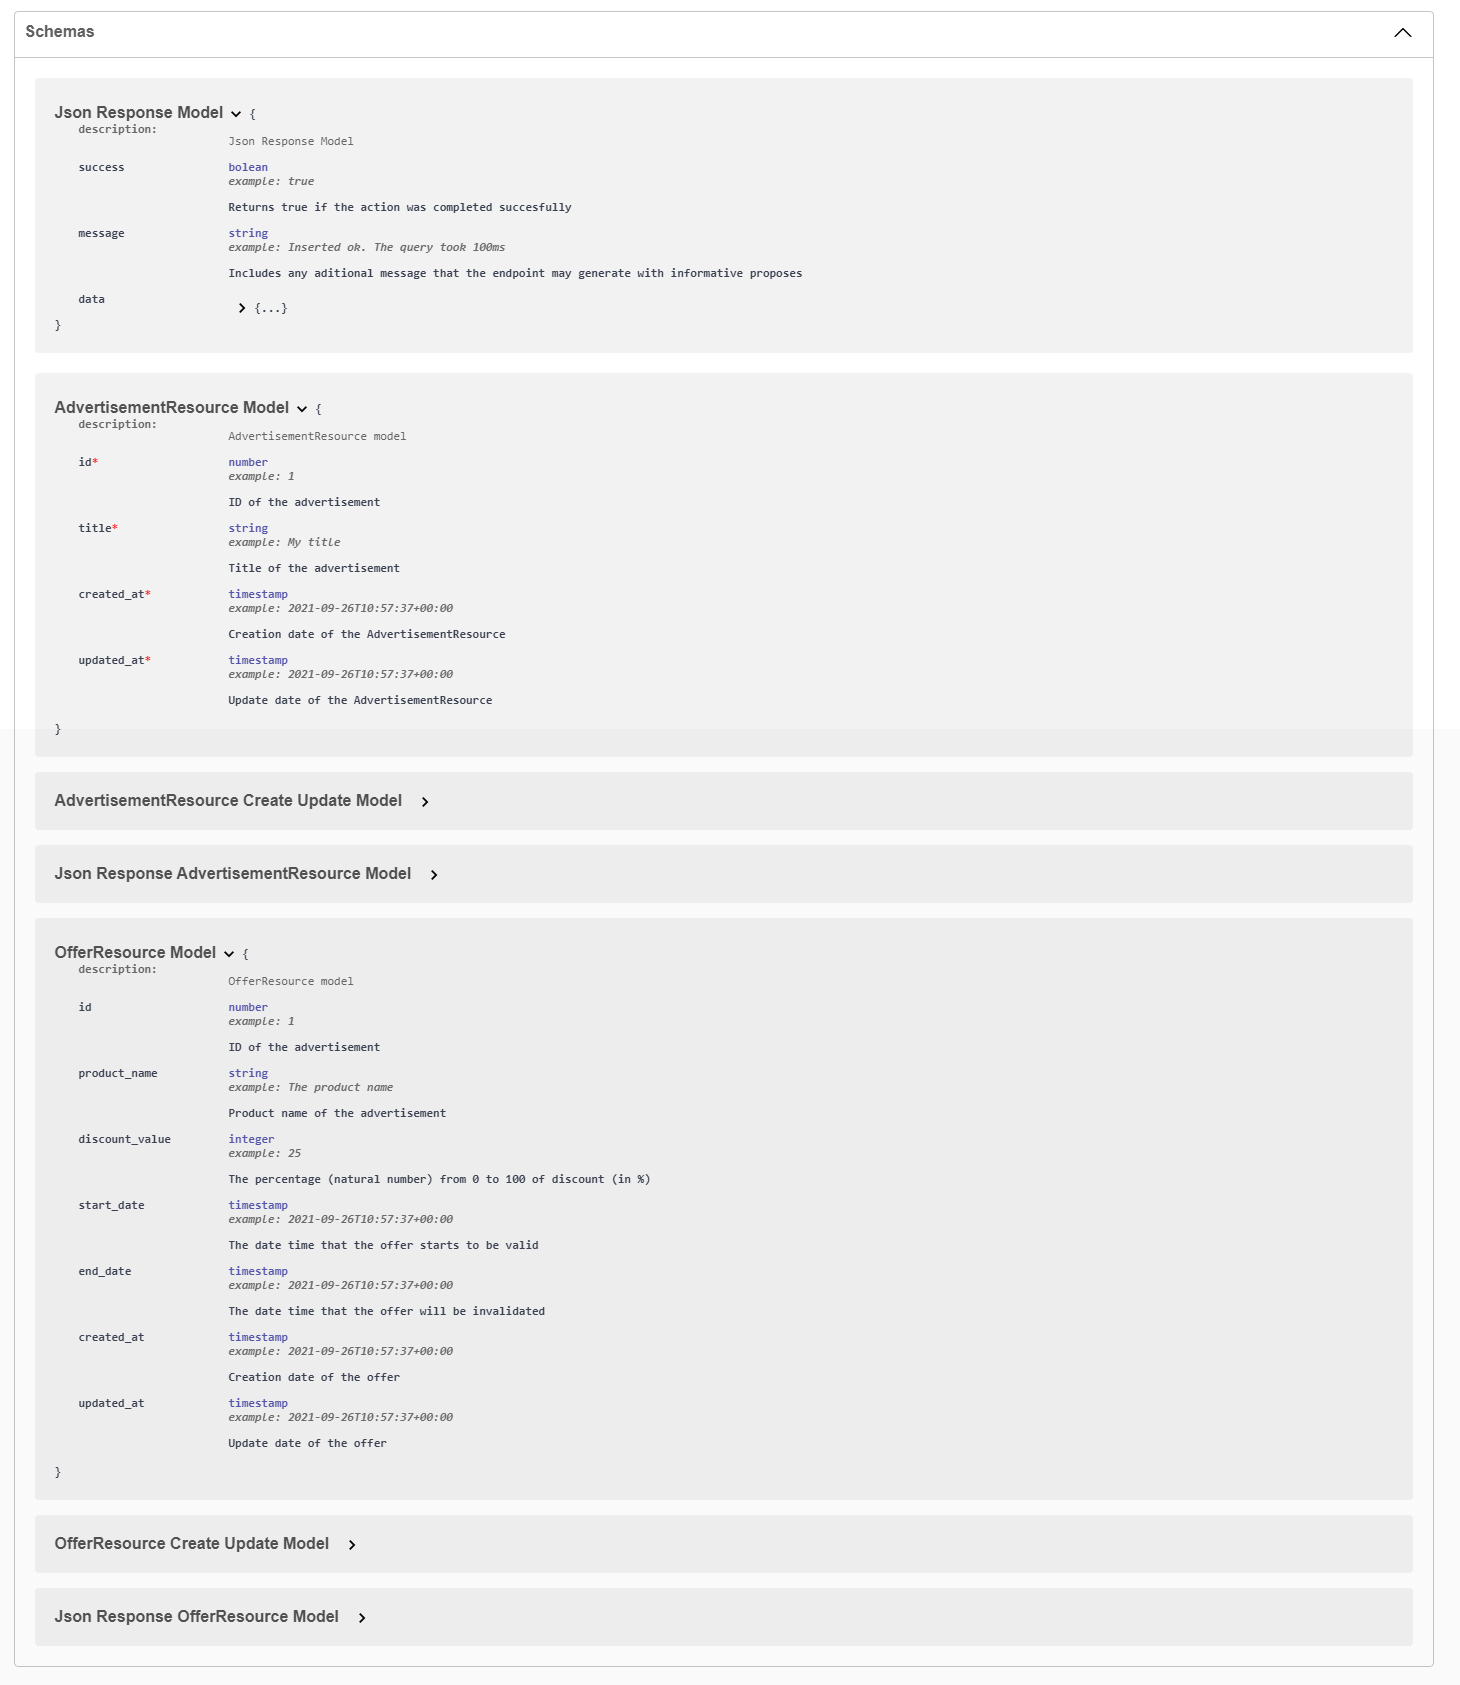 Schemas
Json Response Model {
description:
Json Response Model
success bolean
example: true
Returns true if the action was completed succesfully
message string
example: Inserted ok. The query took 100ms
Includes any aditional message that the endpoint may generate with informative proposes
data {...}
}
AdvertisementResource Model {
description:
AdvertisementResource model
id* number
example: 1
ID of the advertisement
title* string
example: My title
Title of the advertisement
created_at* timestamp
example: 2021-09-26T10:57:37+00:00
Creation date of the AdvertisementResource
updated_at* timestamp
example: 2021-09-26T10:57:37+00:00
Update date of the AdvertisementResource
}
AdvertisementResource Create Update Model
Json Response AdvertisementResource Model
OfferResource Model {
description:
OfferResource model
id number
example: 1
ID of the advertisement
product_name string
example: The product name
Product name of the advertisement
discount_value integer
example: 25
The percentage (natural number) from 0 to 100 of discount (in %)
start_date timestamp
example: 2021-09-26T10:57:37+00:00
The date time that the offer starts to be valid
end_date timestamp
example: 2021-09-26T10:57:37+00:00
The date time that the offer will be invalidated
created_at timestamp
example: 2021-09-26T10:57:37+00:00
Creation date of the offer
updated_at timestamp
example: 2021-09-26T10:57:37+00:00
Update date of the offer
}
OfferResource Create Update Model
Json Response OfferResource Model